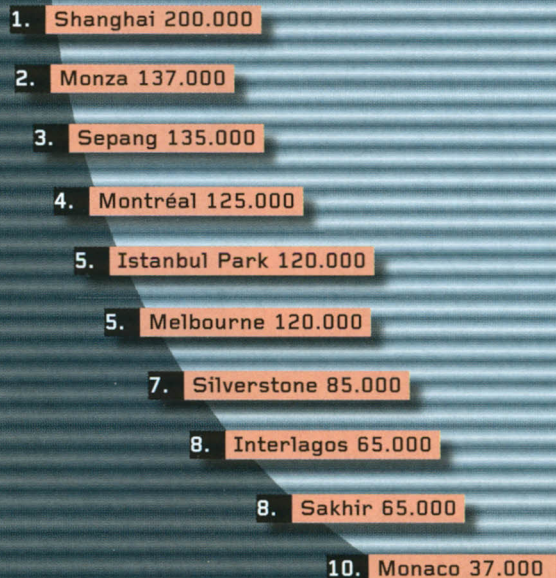 1. Shanghai 200.000
2. Monza 137.000
3. Sepang 135.000
4. Montréal 125.000
5. Istanbul Park 120.000
5. Melbourne 120.000
7. Silverstone 85.000
8. Interlagos 65.000
8. Sakhir 65.000
10. Monaco 37.000